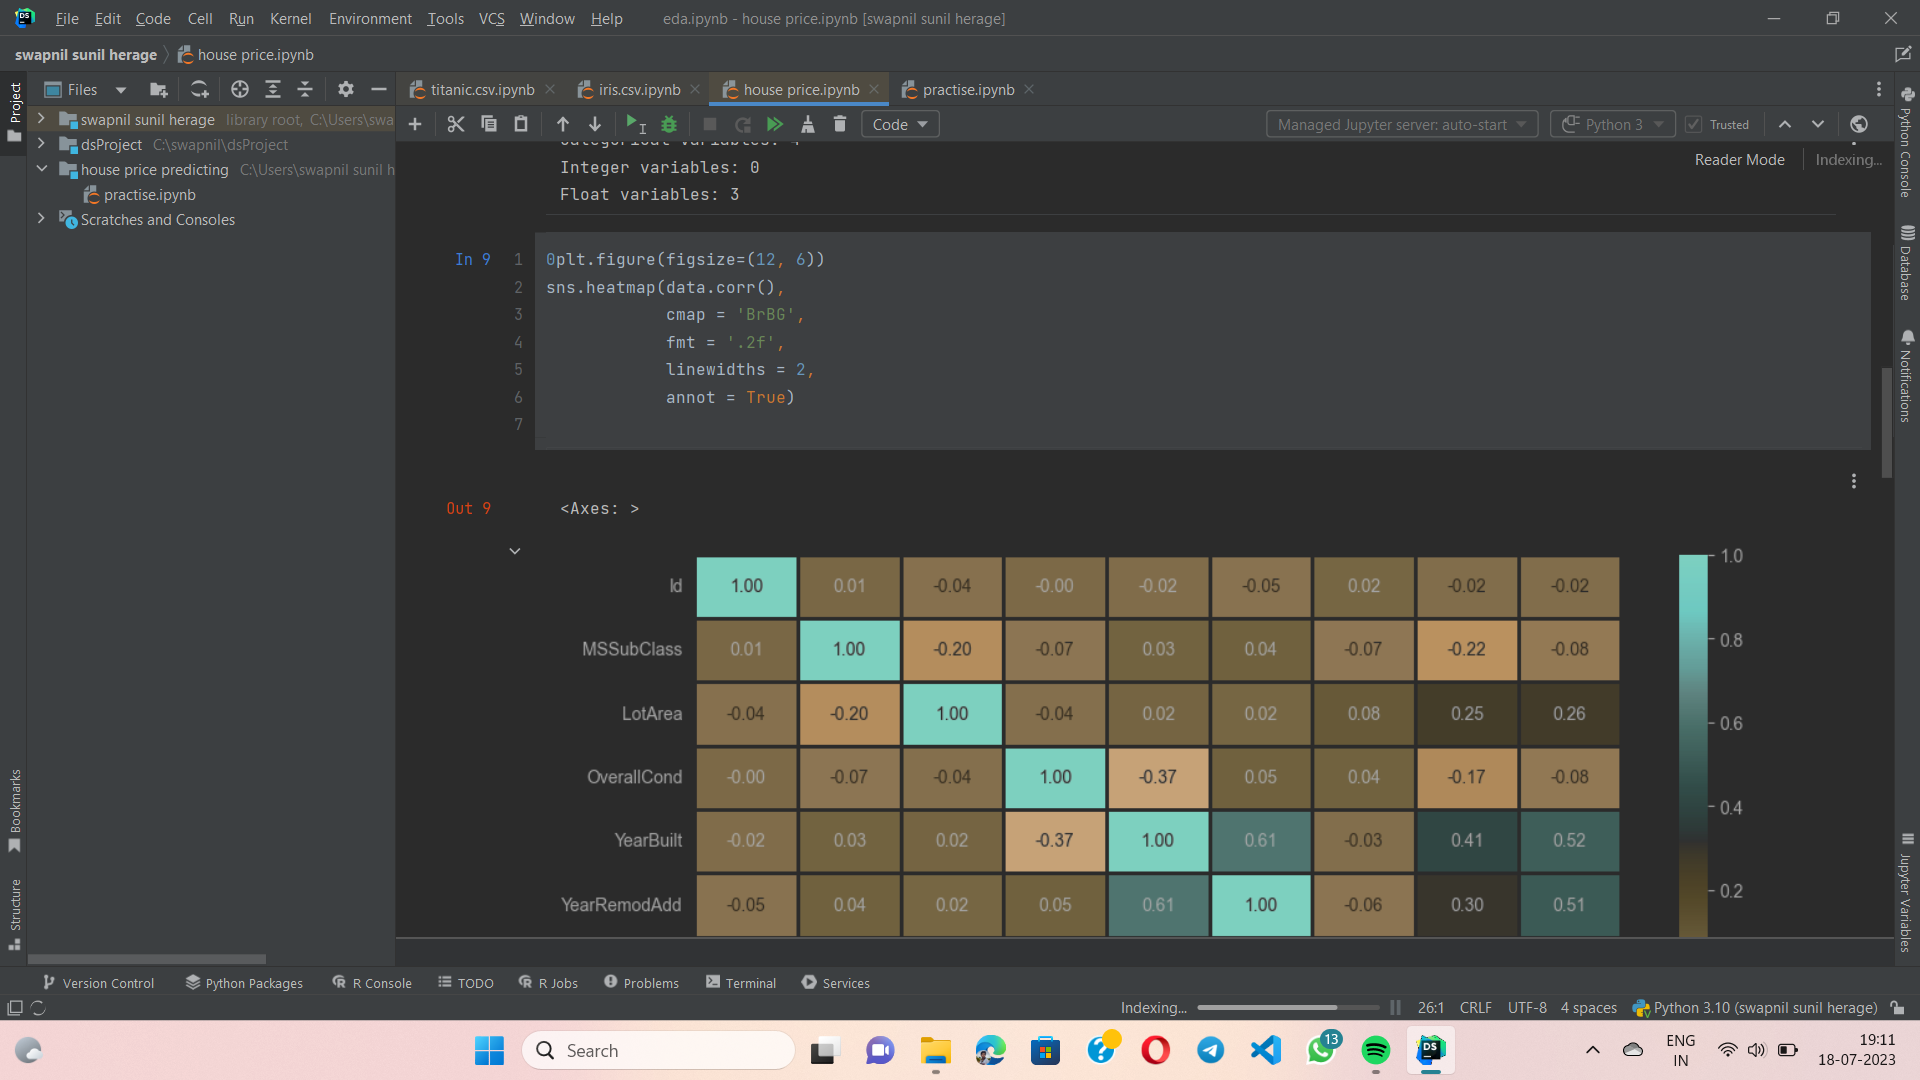 File Edit Code Cell Run Kernel Environment Tools VCS Window Help eda.ipynb - house price.ipynb [swapnil sunil herage]
swapnil sunil herage house price.ipynb
Project
Files
titanic.csv.ipynb iris.csv.ipynb house price.ipynb practise.ipynb
Code Managed Jupyter server: auto-start Python 3 Trusted
swapnil sunil herage library root, C:\Users\swa
dsProject C:\swapnil\dsProject
house price predicting C:\Users\swapnil sunil h
practise.ipynb
Scratches and Consoles
Reader Mode Indexing...
Categorical variables: 4
Integer variables: 0
Float variables: 3
In 9
1 0plt.figure(figsize=(12, 6))
2 sns.heatmap(data.corr(),
3 cmap = 'BrBG',
4 fmt = '.2f',
5 linewidths = 2,
6 annot = True)
7
Out 9 <Axes: >
Id 1.00 0.01 -0.04 -0.00 -0.02 -0.05 0.02 -0.02 -0.02
MSSubClass 0.01 1.00 -0.20 -0.07 0.03 0.04 -0.07 -0.22 -0.08
LotArea -0.04 -0.20 1.00 -0.04 0.02 0.02 0.08 0.25 0.26
OverallCond -0.00 -0.07 -0.04 1.00 -0.37 0.05 0.04 -0.17 -0.08
YearBuilt -0.02 0.03 0.02 -0.37 1.00 0.61 -0.03 0.41 0.52
YearRemodAdd -0.05 0.04 0.02 0.05 0.61 1.00 -0.06 0.30 0.51
1.0
0.8
0.6
0.4
0.2
Python Console
Database
Notifications
Jupyter Variables
Bookmarks
Structure
Version Control Python Packages R Console TODO R Jobs Problems Terminal Services
Indexing... 26:1 CRLF UTF-8 4 spaces Python 3.10 (swapnil sunil herage)
Search
13
DS
ENG
IN
19:11
18-07-2023